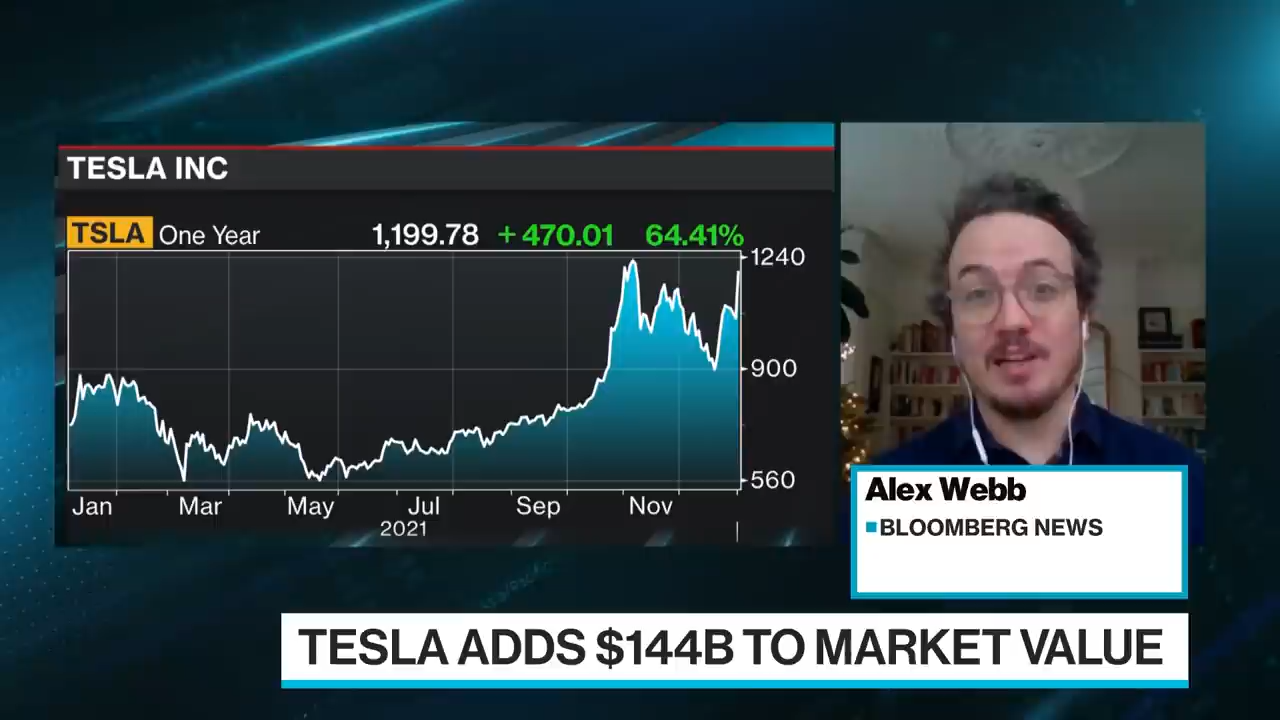 TESLA INC
TSLA One Year 1,199.78 + 470.01 64.41%
1240
900
560
Jan Mar May Jul Sep Nov
2021
Alex Webb
BLOOMBERG NEWS
TESLA ADDS $144B TO MARKET VALUE